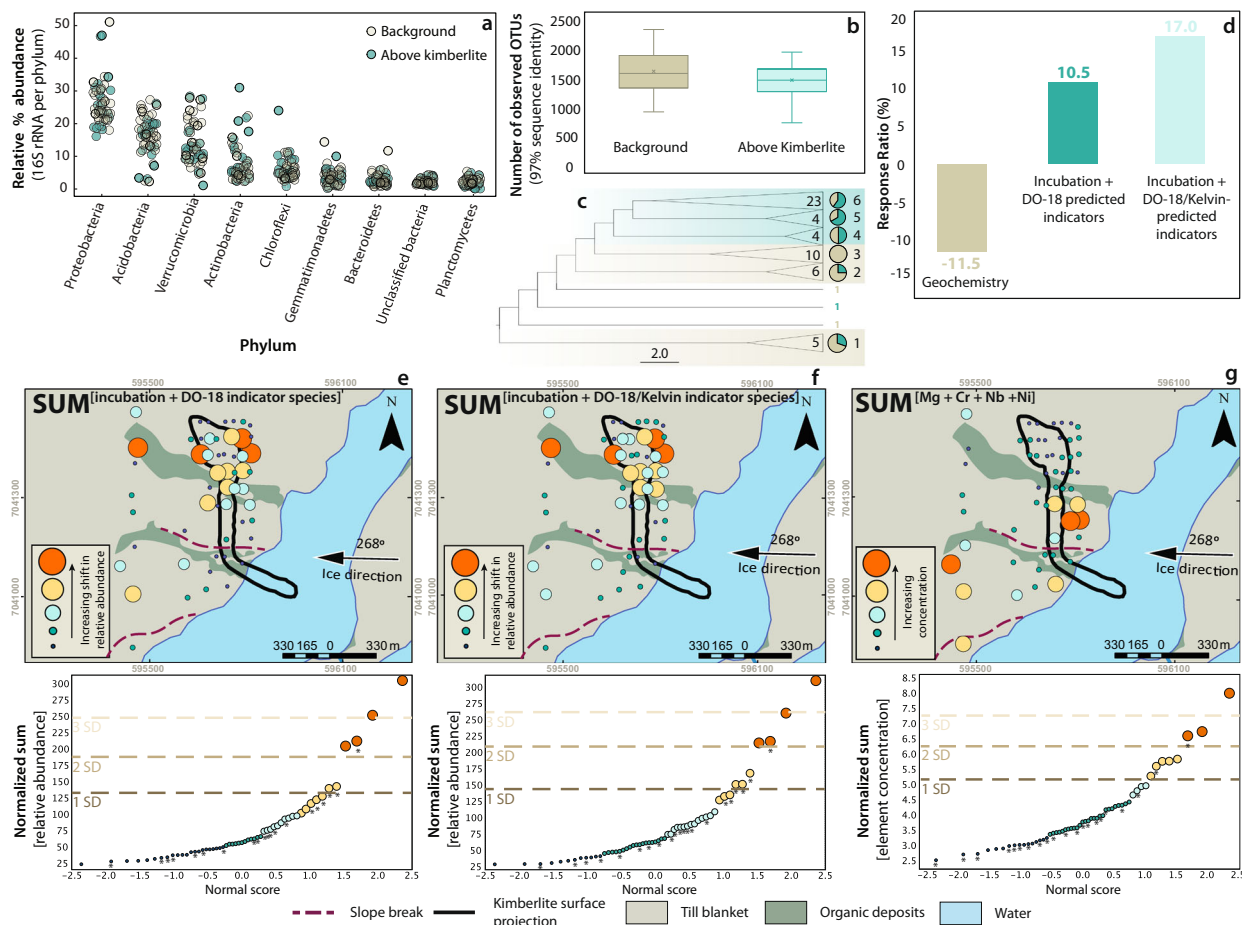 a
Relative % abundance
(16S rRNA per phylum)
50
40
30
20
10
0
Background
Above kimberlite
Proteobacteria
Acidobacteria
Verrucomicrobia
Actinobacteria
Chloroflexi
Gemmatimonadetes
Bacteroidetes
Unclassified bacteria
Planctomycetes
Phylum
b
Number of observed OTUs
(97% sequence identity)
2500
2000
1500
1000
500
0
Background
Above Kimberlite
c
23 6
4 5
4 4
10 3
6 2
1
1
1
5 1
2.0
d
Response Ratio (%)
20
15
10
5
0
-5
-10
-15
17.0
10.5
-11.5
Geochemistry
Incubation +
DO-18 predicted
indicators
Incubation +
DO-18/Kelvin-
predicted
indicators
e
595500 596100
SUM[incubation + DO-18 indicator species]
N
7041300
7041000
268º
Ice direction
Increasing shift in
relative abundance
330 165 0 330 m
595500 596100
f
595500 596100
SUM[incubation + DO-18/Kelvin indicator species]
N
7041300
7041000
268º
Ice direction
Increasing shift in
relative abundance
330 165 0 330 m
595500 596100
g
595500 596100
SUM[Mg + Cr + Nb +Ni]
N
7041300
7041000
268º
Ice direction
Increasing
concentration
330 165 0 330 m
595500 596100
Normalized sum
[relative abundance]
300
275
250
225
200
175
150
125
100
75
50
25
3 SD
2 SD
1 SD
−2.5 −2.0 −1.5 −1.0 −0.5 0.0 0.5 1.0 1.5 2.0 2.5
Normal score
Normalized sum
[relative abundance]
300
275
250
225
200
175
150
125
100
75
50
25
3 SD
2 SD
1 SD
−2.5 −2.0 −1.5 −1.0 −0.5 0.0 0.5 1.0 1.5 2.0 2.5
Normal score
Normalized sum
[element concentration]
8.5
8.0
7.5
7.0
6.5
6.0
5.5
5.0
4.5
4.0
3.5
3.0
2.5
3 SD
2 SD
1 SD
−2.5 −2.0 −1.5 −1.0 −0.5 0.0 0.5 1.0 1.5 2.0 2.5
Normal score
Slope break
Kimberlite surface
projection
Till blanket
Organic deposits
Water